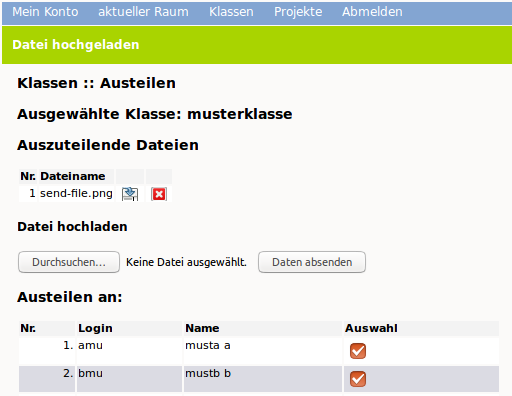 Mein Konto aktueller Raum Klassen Projekte Abmelden
Datei hochgeladen
Klassen :: Austeilen
Ausgewählte Klasse: musterklasse
Auszuteilende Dateien
Nr. Dateiname
1 send-file.png
Datei hochladen
Durchsuchen... Keine Datei ausgewählt. Daten absenden
Austeilen an:
Nr. Login Name Auswahl
1. amu musta a
2. bmu mustb b